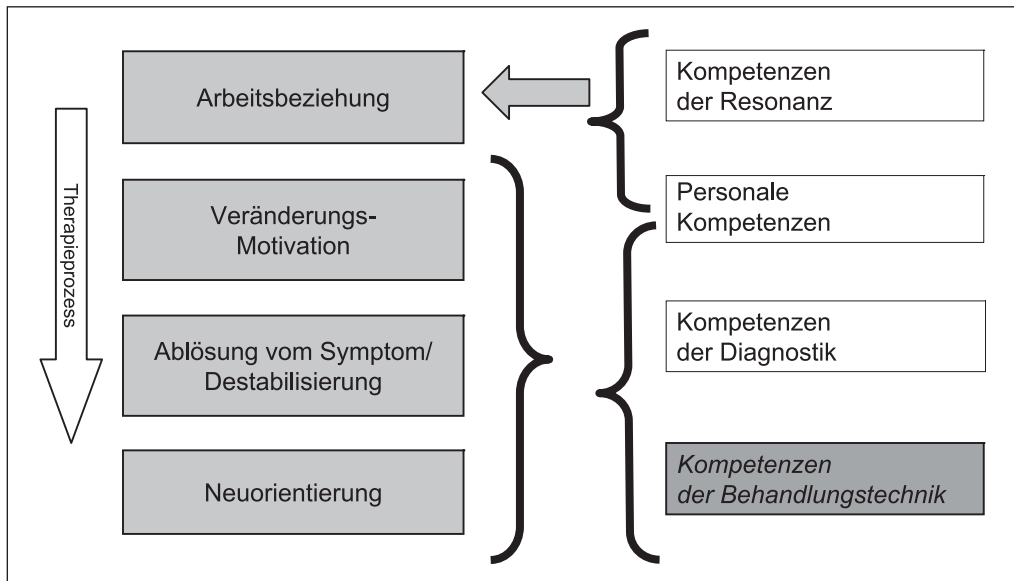 Therapieprozess
Arbeitsbeziehung
Veränderungs-
Motivation
Ablösung vom Symptom/
Destabilisierung
Neuorientierung
Kompetenzen
der Resonanz
Personale
Kompetenzen
Kompetenzen
der Diagnostik
Kompetenzen
der Behandlungstechnik